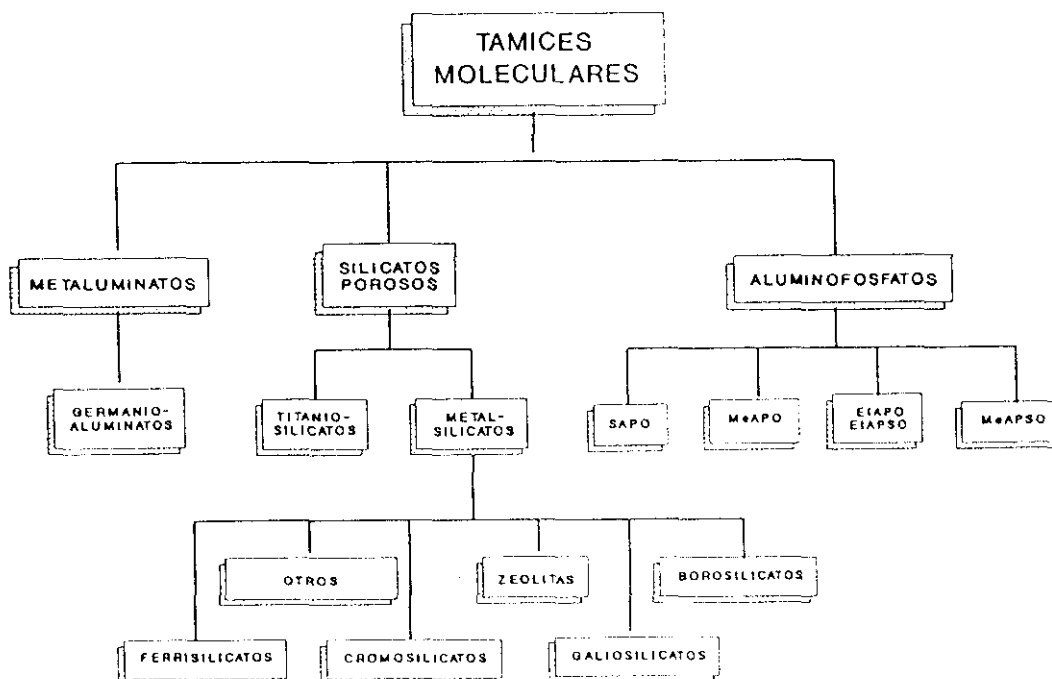 TAMICES
MOLECULARES
METALUMINATOS
SILICATOS
POROSOS
ALUMINOFOSFATOS
GERMANIO-
ALUMINATOS
TITANIO-
SILICATOS
METAL-
SILICATOS
SAPO
MeAPO
ElAPO
ElAPSO
MeAPSO
OTROS
ZEOLITAS
BOROSILICATOS
FERRISILICATOS
CROMOSILICATOS
GALIOSILICATOS